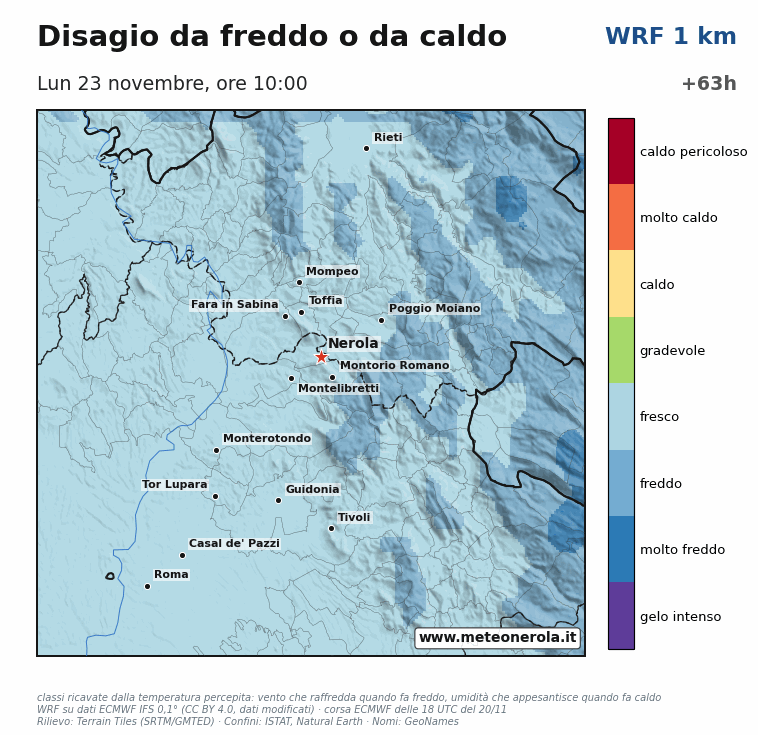 Disagio da freddo o da caldo
WRF 1 km
Lun 23 novembre, ore 10:00
+63h
Rieti
Mompeo
Toffia
Fara in Sabina
Poggio Moiano
Nerola
Montorio Romano
Montelibretti
Monterotondo
Tor Lupara
Guidonia
Tivoli
Casal de' Pazzi
Roma
www.meteonerola.it
caldo pericoloso
molto caldo
caldo
gradevole
fresco
freddo
molto freddo
gelo intenso
classi ricavate dalla temperatura percepita: vento che raffredda quando fa freddo, umidità che appesantisce quando fa caldo
WRF su dati ECMWF IFS 0,1° (CC BY 4.0, dati modificati) · corsa ECMWF delle 18 UTC del 20/11
Rilievo: Terrain Tiles (SRTM/GMTED) · Confini: ISTAT, Natural Earth · Nomi: GeoNames